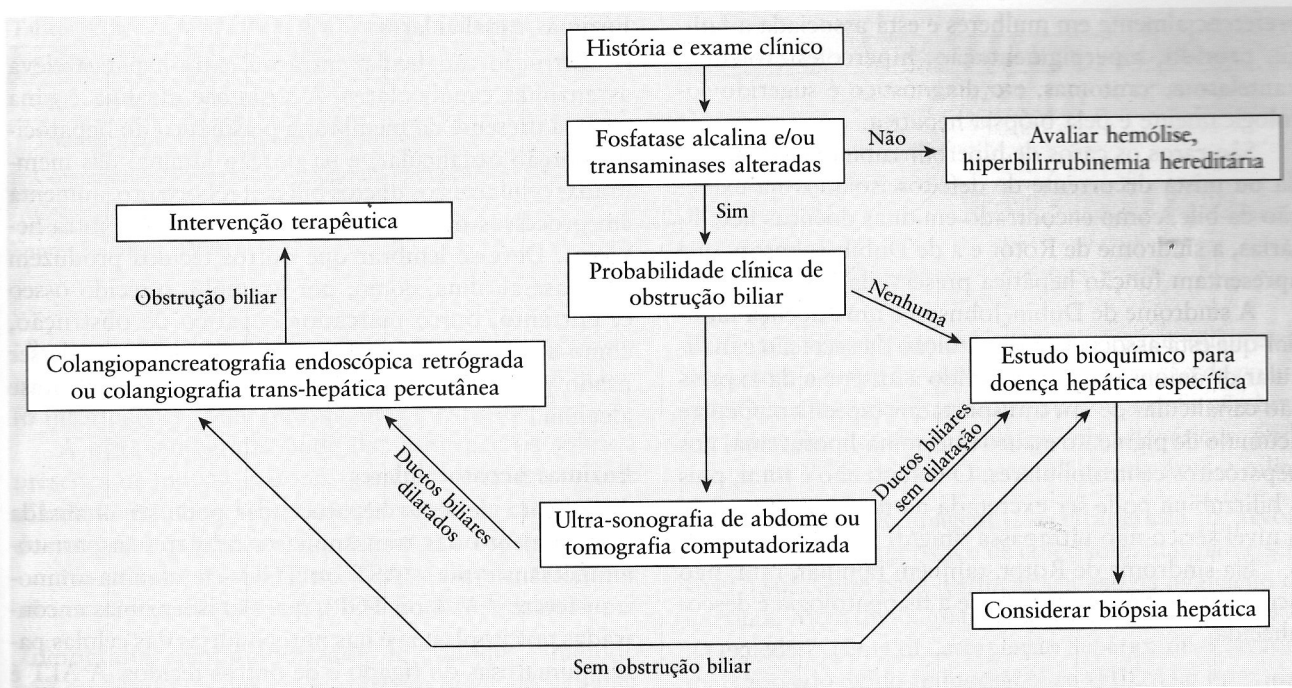 História e exame clínico
Fosfatase alcalina e/ou
transaminases alteradas
Não
Avaliar hemólise,
hiperbilirrubinemia hereditária
Sim
Intervenção terapêutica
Probabilidade clínica de
obstrução biliar
Nenhuma
Obstrução biliar
Colangiopancreatografia endoscópica retrógrada
ou colangiografia trans-hepática percutânea
Estudo bioquímico para
doença hepática específica
Ductos biliares
dilatados
Ductos biliares
sem dilatação
Ultra-sonografia de abdome ou
tomografia computadorizada
Considerar biópsia hepática
Sem obstrução biliar